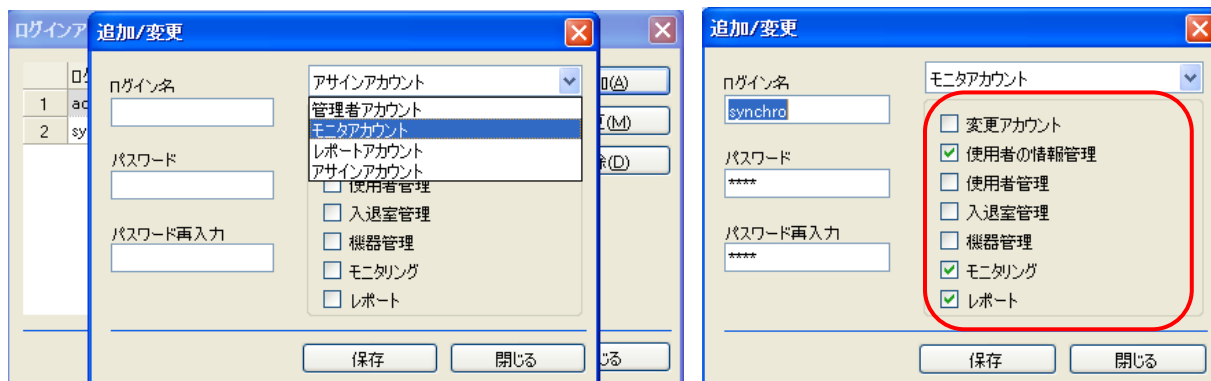 ログインア
追加/変更
ログイン名
アサインアカウント
管理者アカウント
モニタアカウント
レポートアカウント
アサインアカウント
パスワード
使用者管理
入退室管理
パスワード再入力
機器管理
モニタリング
レポート
保存
閉じる
じる
1
ad
2
sy
(A)
(M)
(D)
追加/変更
ログイン名
モニタアカウント
synchro
変更アカウント
使用者の情報管理
パスワード
****
使用者管理
入退室管理
パスワード再入力
****
機器管理
モニタリング
レポート
保存
閉じる